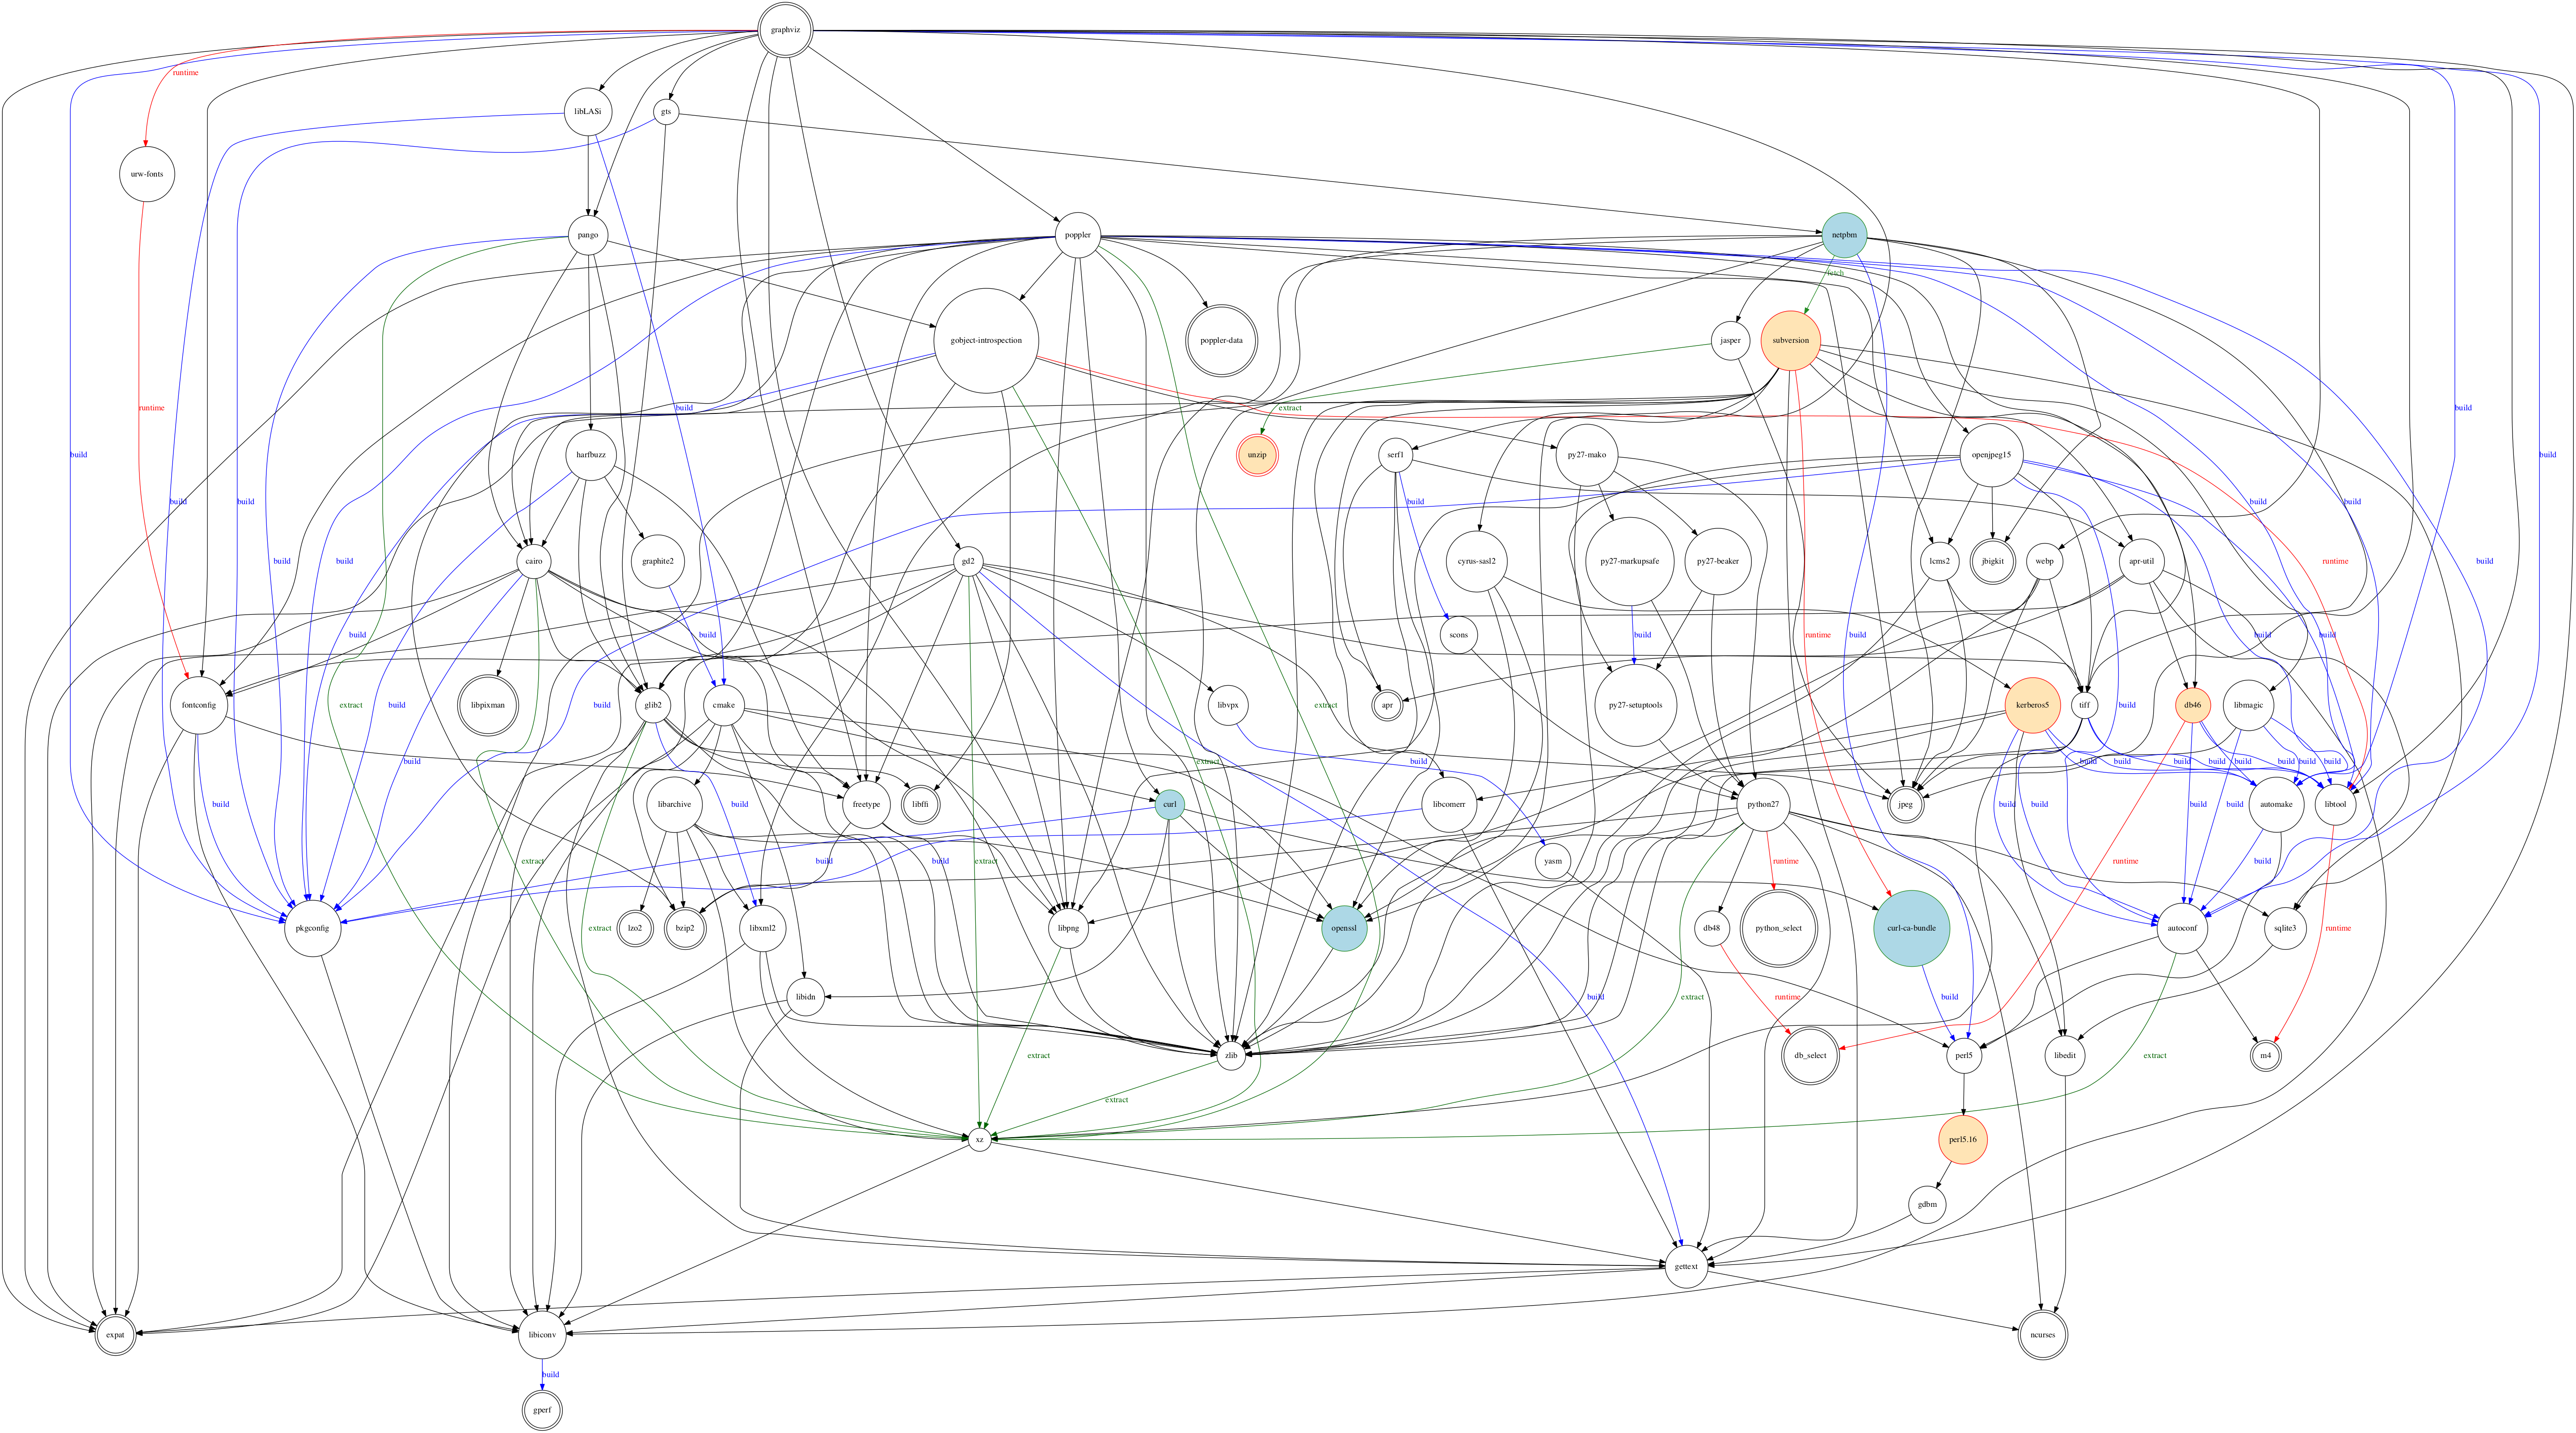 graphviz
runtime
libLASi
gts
urw-fonts
pango
poppler
netpbm
fetch
gobject-introspection
poppler-data
jasper
subversion
runtime
build
extract
build
build
harfbuzz
unzip
serf1
py27-mako
openjpeg15
build
build
build
build
build
build
cairo
graphite2
gd2
cyrus-sasl2
py27-markupsafe
py27-beaker
lcms2
jbigkit
webp
apr-util
build
build
runtime
build
build
scons
build
runtime
build
build
build
fontconfig
libpixman
extract
build
build
glib2
cmake
libvpx
apr
py27-setuptools
kerberos5
tiff
db46
libmagic
build
build
build
extract
extract
build
build
build
build
build
build
build
build
build
build
build
libarchive
freetype
libffi
curl
libcomerr
python27
jpeg
automake
libtool
extract
extract
build
build
yasm
runtime
runtime
build
pkgconfig
extract
lzo2
bzip2
libxml2
libpng
openssl
db48
python_select
curl-ca-bundle
autoconf
sqlite3
runtime
libidn
build
extract
runtime
build
extract
zlib
db_select
perl5
libedit
extract
m4
extract
xz
perl5.16
gdbm
gettext
expat
libiconv
ncurses
build
gperf